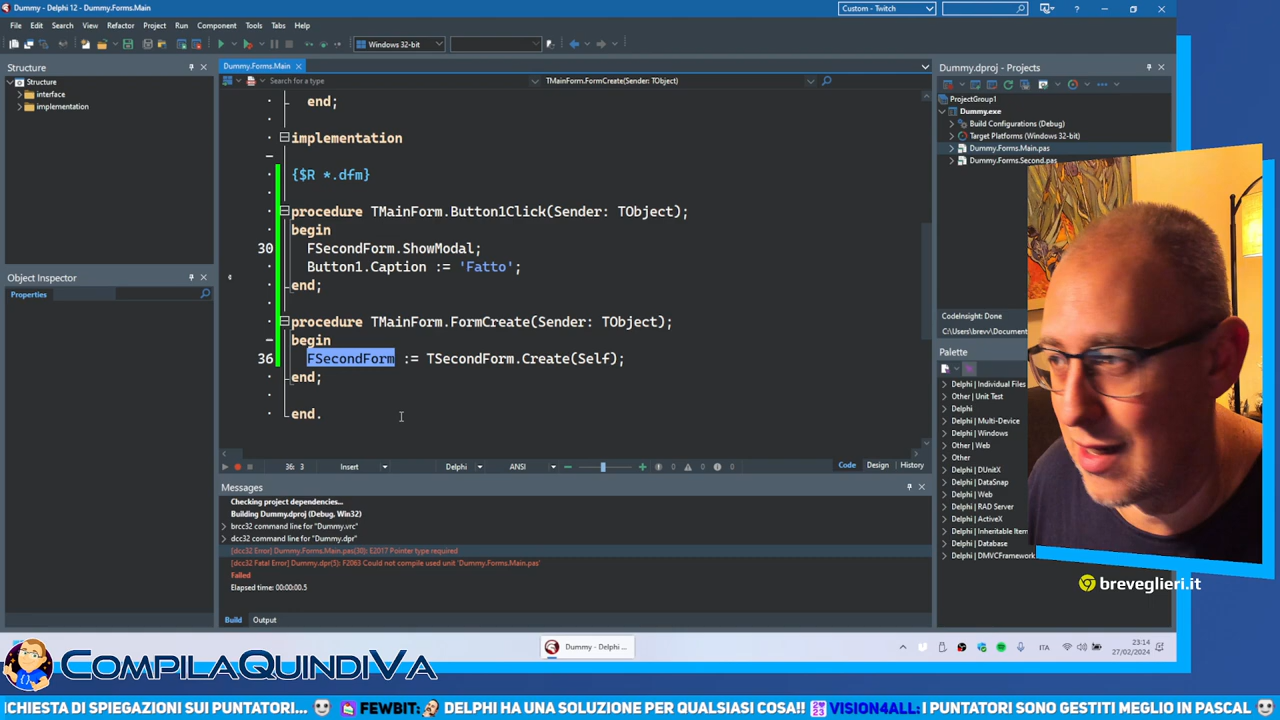 Dummy - Delphi 12 - Dummy.Forms.Main
Custom - Twitch
File Edit Search View Refactor Project Run Component Tools Tabs Help
Windows 32-bit
Structure
Structure
interface
implementation
Object Inspector
Properties
Dummy.Forms.Main
Search for a type
TMainForm.FormCreate(Sender: TObject)
end;
implementation
{$R *.dfm}
procedure TMainForm.Button1Click(Sender: TObject);
begin
30 FSecondForm.ShowModal;
Button1.Caption := 'Fatto';
end;
procedure TMainForm.FormCreate(Sender: TObject);
begin
36 FSecondForm := TSecondForm.Create(Self);
end;
end.
36: 3 Insert Delphi ANSI 0 0 0 Code Design History
Messages
Checking project dependencies...
Building Dummy.dproj (Debug, Win32)
brcc32 command line for "Dummy.vrc"
dcc32 command line for "Dummy.dpr"
[dcc32 Error] Dummy.Forms.Main.pas(30): E2017 Pointer type required
[dcc32 Fatal Error] Dummy.dpr(5): F2063 Could not compile used unit 'Dummy.Forms.Main.pas'
Failed
Elapsed time: 00:00:00.5
Build Output
Dummy.dproj - Projects
ProjectGroup1
Dummy.exe
Build Configurations (Debug)
Target Platforms (Windows 32-bit)
Dummy.Forms.Main.pas
Dummy.Forms.Second.pas
CodeInsight: Done
C:\Users\brevv\Document
Palette
Delphi | Individual Files
Other | Unit Test
Delphi
Delphi | Multi-Device
Delphi | Windows
Other | Web
Other
Delphi | DUnitX
Delphi | DataSnap
Delphi | Web
Delphi | RAD Server
Delphi | ActiveX
Delphi | Inheritable Item
Delphi | Database
Delphi | DMVCFramework
breveglieri.it
Dummy - Delphi ...
ITA
23:14
27/02/2024
COMPILAQUINDIVA
ICHIESTA DI SPIEGAZIONI SUI PUNTATORI... FEWBIT: DELPHI HA UNA SOLUZIONE PER QUALSIASI COSA!! VISION4ALL: I PUNTATORI SONO GESTITI MEGLIO IN PASCAL